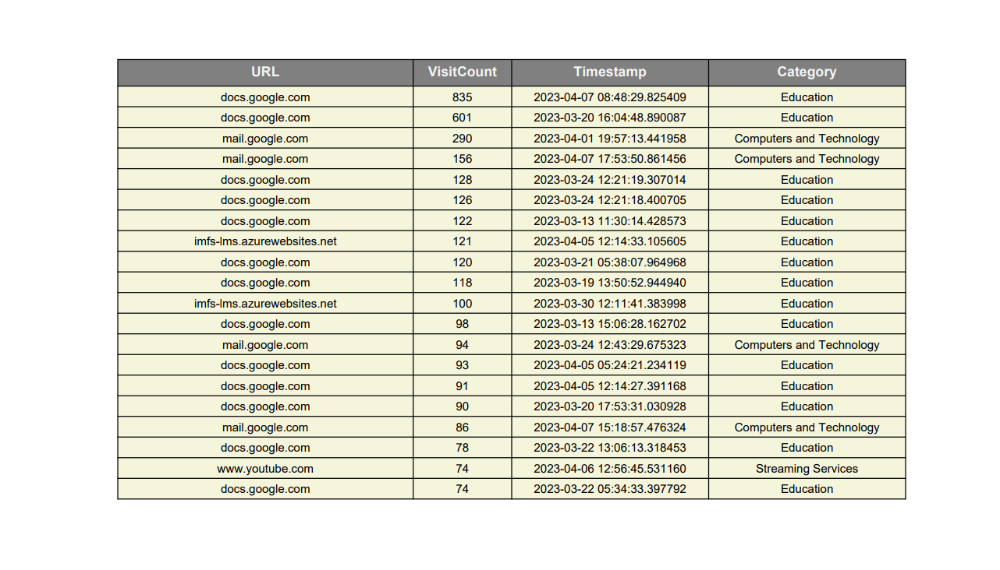 URL VisitCount Timestamp Category
docs.google.com 835 2023-04-07 08:48:29.825409 Education
docs.google.com 601 2023-03-20 16:04:48.890087 Education
mail.google.com 290 2023-04-01 19:57:13.441958 Computers and Technology
mail.google.com 156 2023-04-07 17:53:50.861456 Computers and Technology
docs.google.com 128 2023-03-24 12:21:19.307014 Education
docs.google.com 126 2023-03-24 12:21:18.400705 Education
docs.google.com 122 2023-03-13 11:30:14.428573 Education
imfs-lms.azurewebsites.net 121 2023-04-05 12:14:33.105605 Education
docs.google.com 120 2023-03-21 05:38:07.964968 Education
docs.google.com 118 2023-03-19 13:50:52.944940 Education
imfs-lms.azurewebsites.net 100 2023-03-30 12:11:41.383998 Education
docs.google.com 98 2023-03-13 15:06:28.162702 Education
mail.google.com 94 2023-03-24 12:43:29.675323 Computers and Technology
docs.google.com 93 2023-04-05 05:24:21.234119 Education
docs.google.com 91 2023-04-05 12:14:27.391168 Education
docs.google.com 90 2023-03-20 17:53:31.030928 Education
mail.google.com 86 2023-04-07 15:18:57.476324 Computers and Technology
docs.google.com 78 2023-03-22 13:06:13.318453 Education
www.youtube.com 74 2023-04-06 12:56:45.531160 Streaming Services
docs.google.com 74 2023-03-22 05:34:33.397792 Education